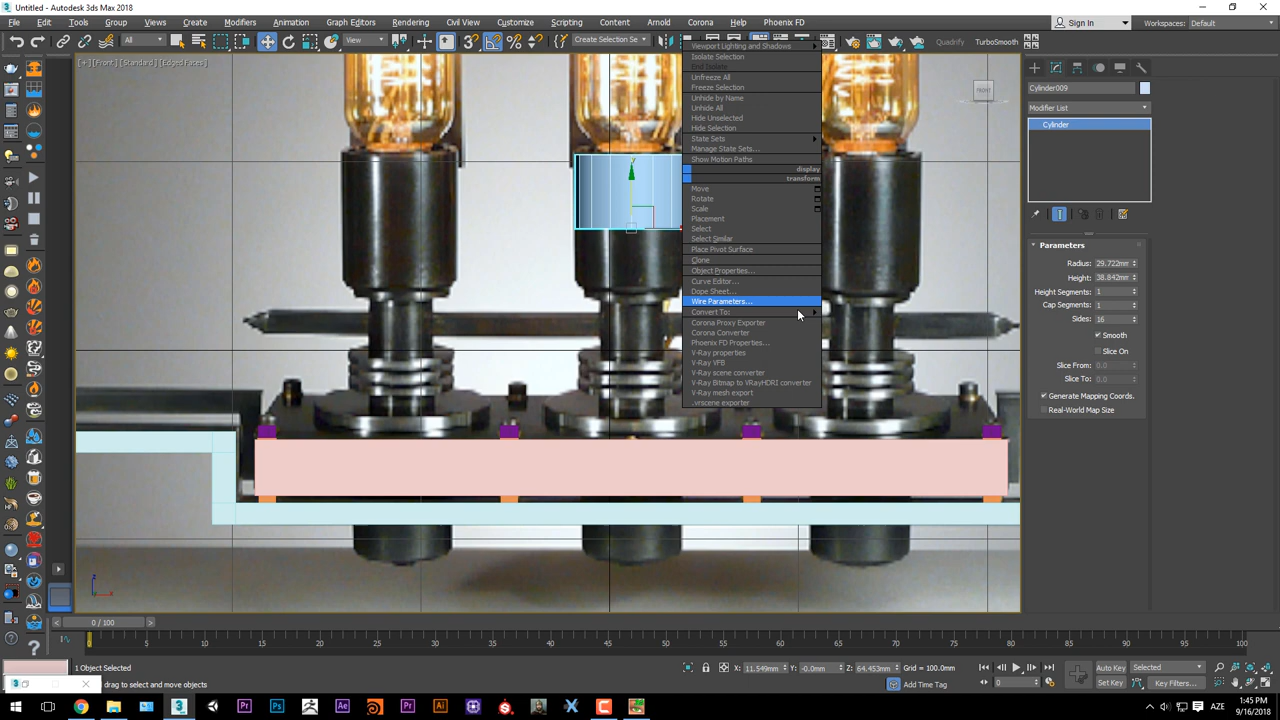 Untitled - Autodesk 3ds Max 2018
File Edit Tools Group Views Create Modifiers Animation Graph Editors Rendering Civil View Customize Scripting Content Arnold Corona Help Phoenix FD
Sign In
Workspaces: Default
All
View
Create Selection Se
Quadrify
TurboSmooth
[+] [Front] [Standard] [Edged Faces]
FRONT
Viewport Lighting and Shadows
Isolate Selection
End Isolate
Unfreeze All
Freeze Selection
Unhide by Name
Unhide All
Hide Unselected
Hide Selection
State Sets
Manage State Sets...
Show Motion Paths
display
transform
Move
Rotate
Scale
Placement
Select
Select Similar
Place Pivot Surface
Clone
Object Properties...
Curve Editor...
Dope Sheet...
Wire Parameters...
Convert To:
Corona Proxy Exporter
Corona Converter
Phoenix FD Properties...
V-Ray properties
V-Ray VFB
V-Ray scene converter
V-Ray Bitmap to VRayHDRI converter
V-Ray mesh export
.vrscene exporter
Cylinder009
Modifier List
Cylinder
Parameters
Radius: 29.722mm
Height: 38.842mm
Height Segments: 1
Cap Segments: 1
Sides: 16
Smooth
Slice On
Slice From: 0.0
Slice To: 0.0
Generate Mapping Coords.
Real-World Map Size
y
z
x
0 / 100
0 5 10 15 20 25 30 35 40 45 50 55 60 65 70 75 80 85 90 95 100
1 Object Selected
drag to select and move objects
X: 11.549mm Y: -0.0mm Z: 64.453mm Grid = 100.0mm
Add Time Tag
0
Auto Key
Selected
Set Key
Key Filters...
AZE
1:45 PM
9/16/2018